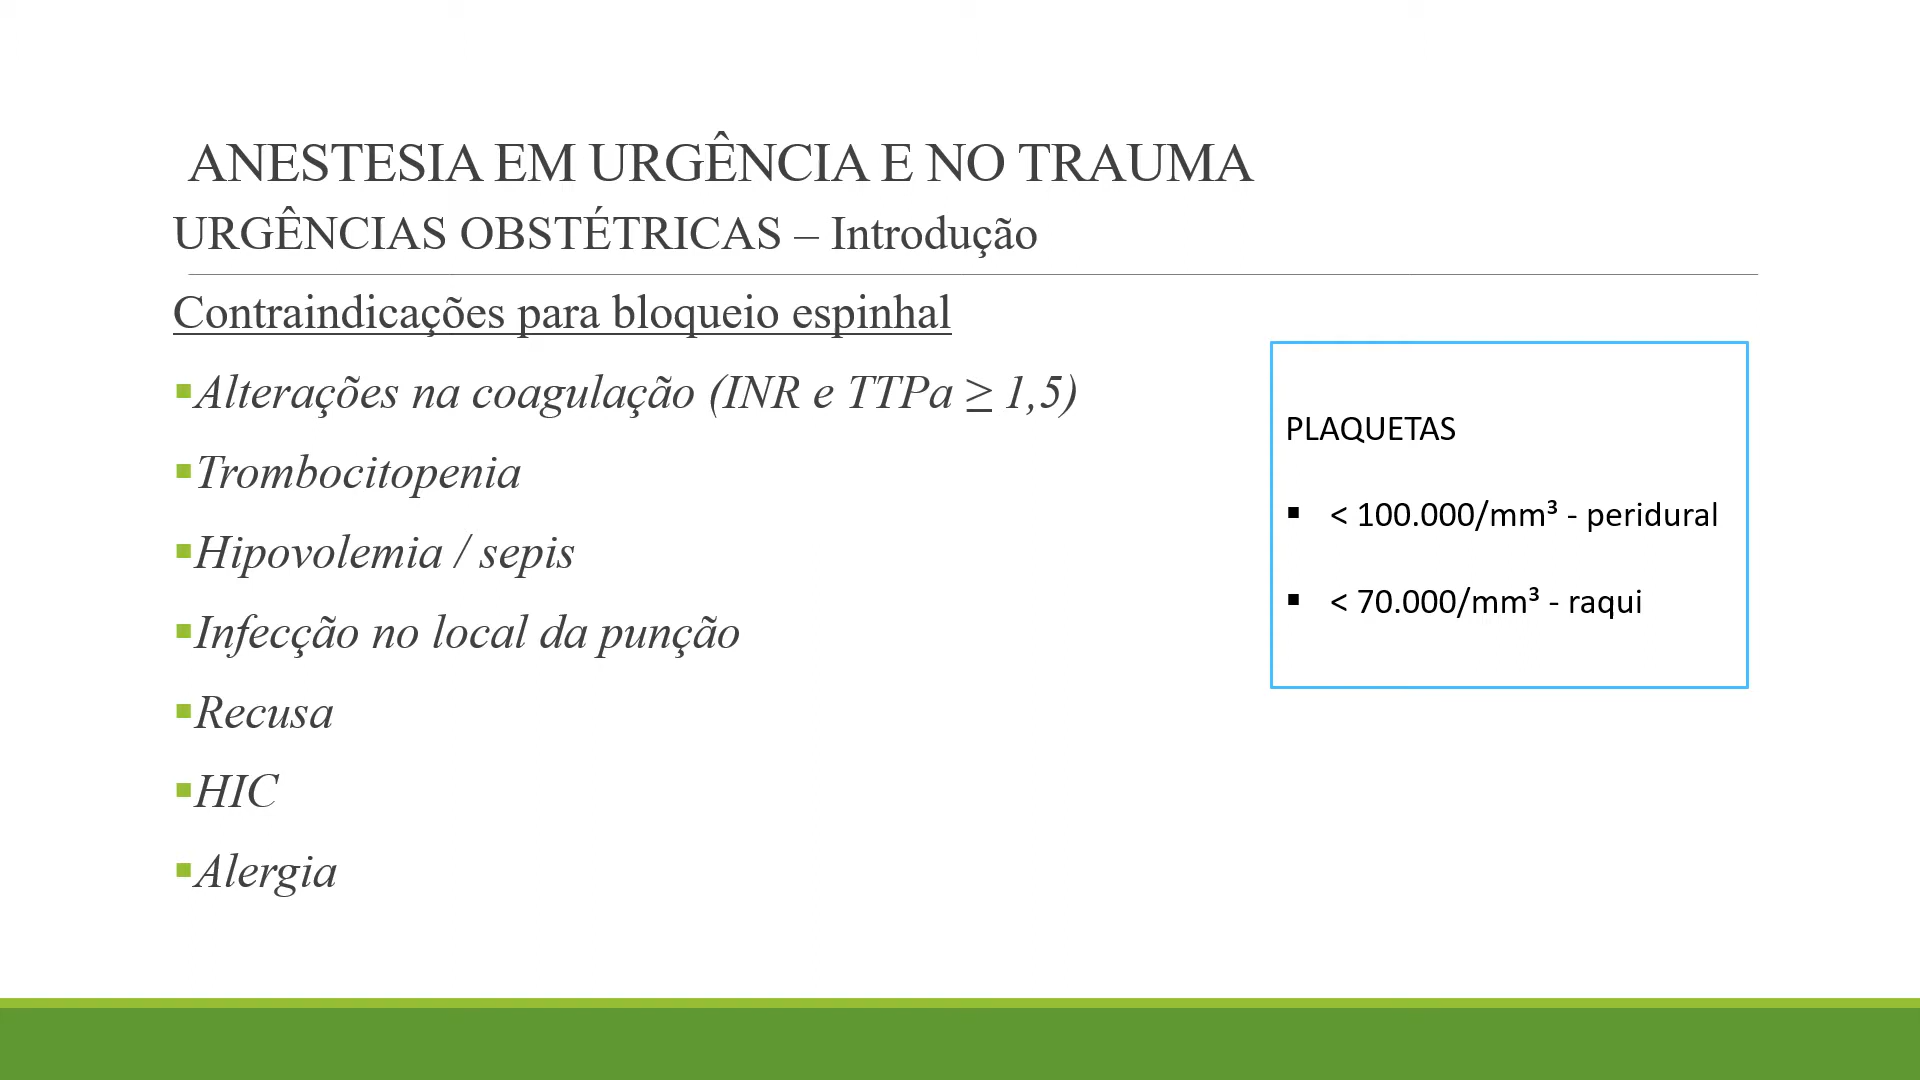 ANESTESIA EM URGÊNCIA E NO TRAUMA
URGÊNCIAS OBSTÉTRICAS – Introdução
Contraindicações para bloqueio espinhal
▪Alterações na coagulação (INR e TTPa ≥ 1,5)
▪Trombocitopenia
▪Hipovolemia / sepis
▪Infecção no local da punção
▪Recusa
▪HIC
▪Alergia
PLAQUETAS
▪ < 100.000/mm³ - peridural
▪ < 70.000/mm³ - raqui